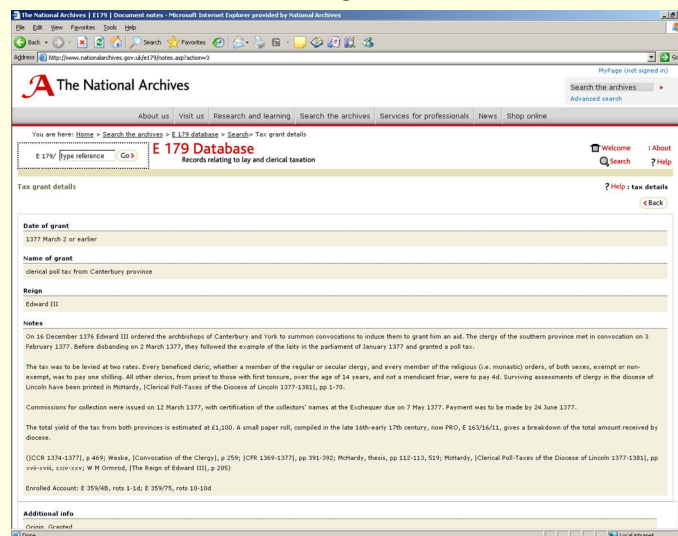 The National Archives | E179 | Document notes - Microsoft Internet Explorer provided by National Archives
File Edit View Favorites Tools Help
Back Search Favorites
Address http://www.nationalarchives.gov.uk/e179/notes.asp?action=3 Go
MyPage (not signed in)
The National Archives
Search the archives
Advanced search
About us Visit us Research and learning Search the archives Services for professionals News Shop online
You are here: Home > Search the archives > E 179 database > Search> Tax grant details
E 179/ type reference Go >
E 179 Database
Records relating to lay and clerical taxation
Welcome : About
Search ? Help
Tax grant details
? Help : tax details
< Back
Date of grant
1377 March 2 or earlier
Name of grant
clerical poll tax from Canterbury province
Reign
Edward III
Notes
On 16 December 1376 Edward III ordered the archbishops of Canterbury and York to summon convocations to induce them to grant him an aid. The clergy of the southern province met in convocation on 3
February 1377. Before disbanding on 2 March 1377, they followed the example of the laity in the parliament of January 1377 and granted a poll tax.
The tax was to be levied at two rates. Every beneficed cleric, whether a member of the regular or secular clergy, and every member of the religious (i.e. monastic) orders, of both sexes, exempt or non-
exempt, was to pay one shilling. All other clerics, from priest to those with first tonsure, over the age of 14 years, and not a mendicant friar, were to pay 4d. Surviving assessments of clergy in the diocese of
Lincoln have been printed in McHardy, |Clerical Poll-Taxes of the Diocese of Lincoln 1377-1381|, pp 1-70.
Commissions for collection were issued on 12 March 1377, with certification of the collectors' names at the Exchequer due on 7 May 1377. Payment was to be made by 24 June 1377.
The total yield of the tax from both provinces is estimated at £1,100. A small paper roll, compiled in the late 16th-early 17th century, now PRO, E 163/16/11, gives a breakdown of the total amount received by
diocese.
(|CCR 1374-1377|, p 469; Weske, |Convocation of the Clergy|, p 259; |CFR 1369-1377|, pp 391-392; McHardy, thesis, pp 112-113, 519; McHardy, |Clerical Poll-Taxes of the Diocese of Lincoln 1377-1381|, pp
xvii-xviii, xxiv-xxv; W M Ormrod, |The Reign of Edward III|, p 205)
Enrolled Account: E 359/4B, rots 1-1d; E 359/75, rots 10-10d
Additional info
Origin Granted
Done Local intranet